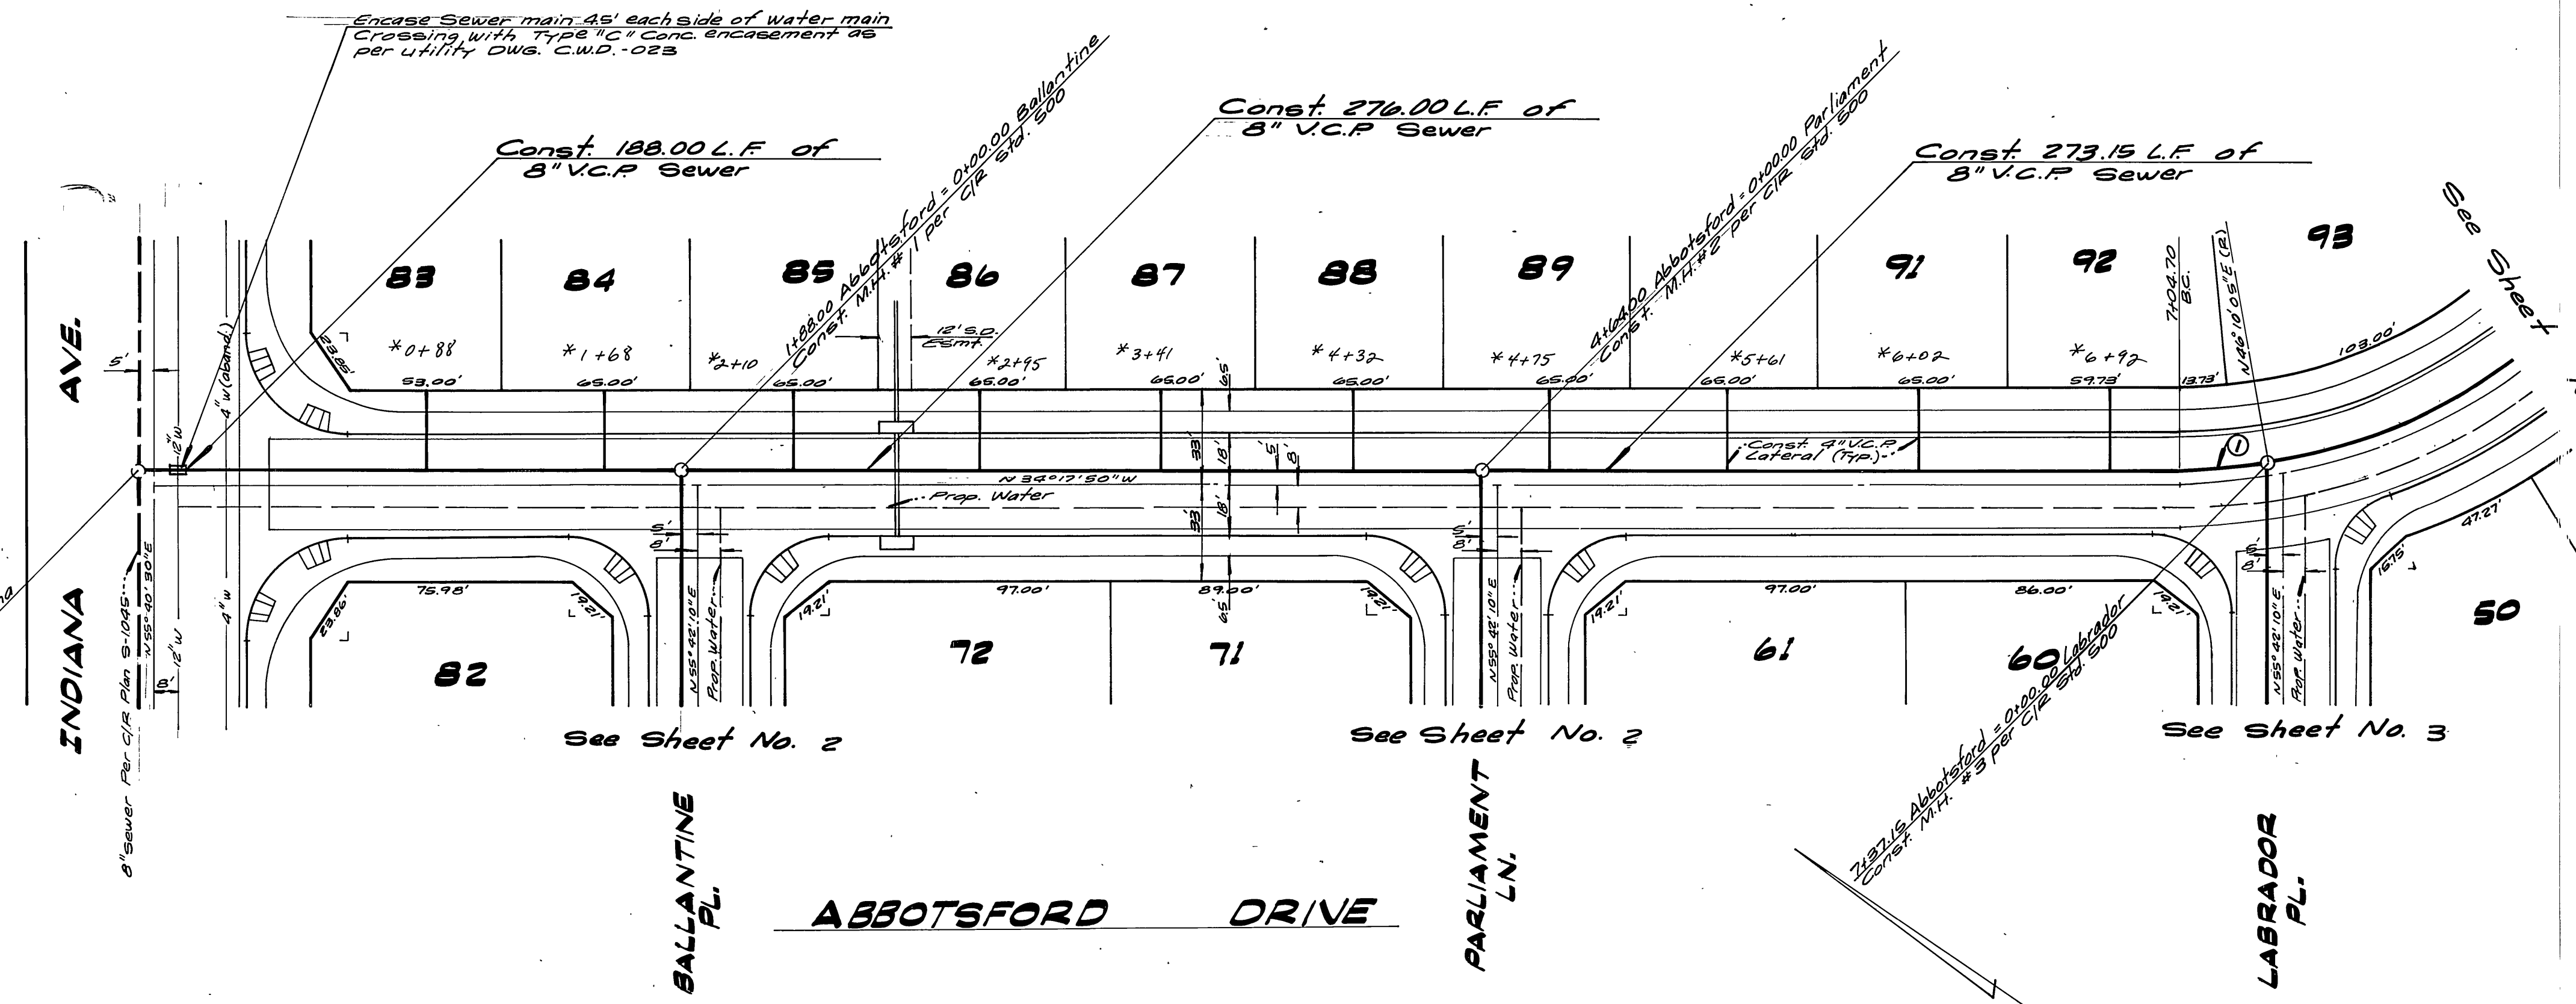 Encase Sewer main 4.5' each side of water main
Crossing with Type "C" Conc. encasement as
per utility DWG. C.W.D.-023
Const. 188.00 L.F. of
8" V.C.P. Sewer
1+88.00 Abbotsford = 0+00.00 Ballantine
Const. M.H. #1 per C/R Std. 500
Const. 276.00 L.F. of
8" V.C.P. Sewer
4+64.00 Abbotsford = 0+00.00 Parliament
Const. M.H. #2 per C/R Std. 500
Const. 273.15 L.F. of
8" V.C.P. Sewer
See Sheet
83
84
85
86
87
88
89
91
92
93
7+04.70
B.C.
N46°10'05"E (R)
12' S.D.
Esmt.
*0+88
*1+68
*2+10
*2+95
*3+41
*4+32
*4+75
*5+61
*6+02
*6+92
23.85'
53.00'
65.00'
65.00'
65.00'
65.00'
65.00'
65.00'
65.00'
65.00'
59.73'
13.73'
103.00'
5'
4"W (aband.)
12"W
6.5'
33'
18'
5'
8'
Const. 4" V.C.P.
Lateral (Typ.)
1
N 34°17'50"W
Prop. Water
33'
18'
6.5'
INDIANA AVE.
8" Sewer Per C/R Plan S-1045
N55°40'30"E
12"W
8'
4"W
23.86'
75.98'
19.21'
82
5'
8'
N55°42'10"E
Prop. Water
19.21'
97.00'
89.00'
19.21'
72
71
5'
8'
N55°42'10"E
Prop. Water
19.21'
97.00'
86.00'
19.21'
61
60
5'
8'
N55°42'10"E
Prop. Water
15.75'
47.27'
50
See Sheet No. 2
See Sheet No. 2
See Sheet No. 3
7+37.15 Abbotsford = 0+00.00 Labrador
Const. M.H. #3 per C/R Std. 500
BALLANTINE
PL.
ABBOTSFORD DRIVE
PARLIAMENT
LN.
LABRADOR
PL.